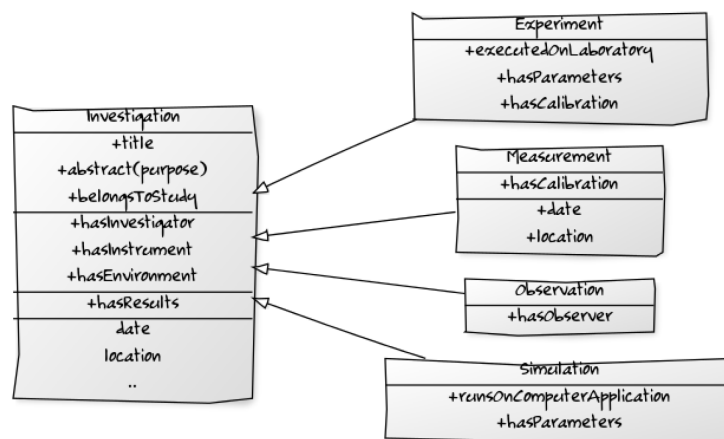 Investigation
+title
+abstract(purpose)
+belongsToStudy
+hasInvestigator
+hasInstrument
+hasEnvironment
+hasResults
date
location
..
Experiment
+executedOnLaboratory
+hasParameters
+hasCalibration
Measurement
+hasCalibration
+date
+location
Observation
+hasObserver
Simulation
+runsOnComputerApplication
+hasParameters